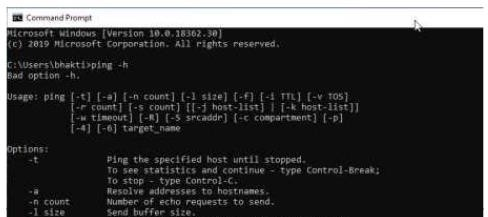 Command Prompt
Microsoft Windows [Version 10.0.18362.30]
(c) 2019 Microsoft Corporation. All rights reserved.
C:\Users\bhakti>ping -h
Bad option -h.
Usage: ping [-t] [-a] [-n count] [-l size] [-f] [-i TTL] [-v TOS]
[-r count] [-s count] [[-j host-list] | [-k host-list]]
[-w timeout] [-R] [-S srcaddr] [-c compartment] [-p]
[-4] [-6] target_name
Options:
-t Ping the specified host until stopped.
To see statistics and continue - type Control-Break;
To stop - type Control-C.
-a Resolve addresses to hostnames.
-n count Number of echo requests to send.
-l size Send buffer size.